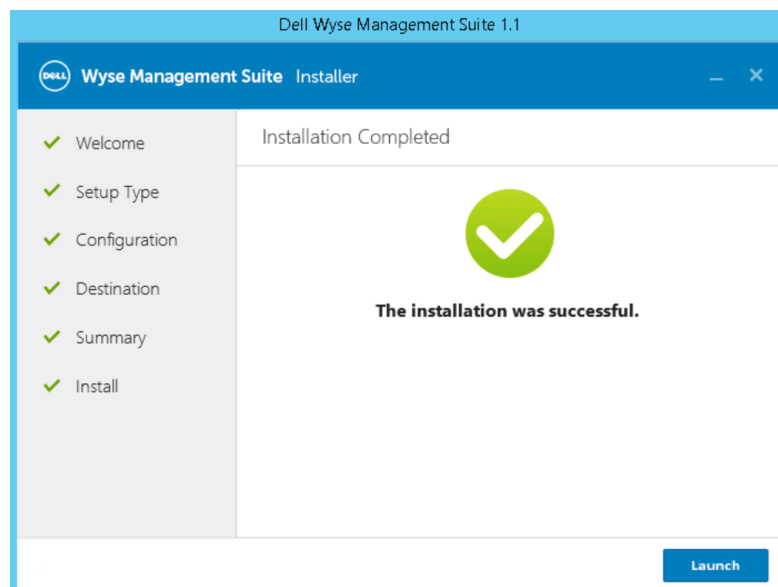 Dell Wyse Management Suite 1.1
DELL Wyse Management Suite Installer
Welcome
Setup Type
Configuration
Destination
Summary
Install
Installation Completed
The installation was successful.
Launch